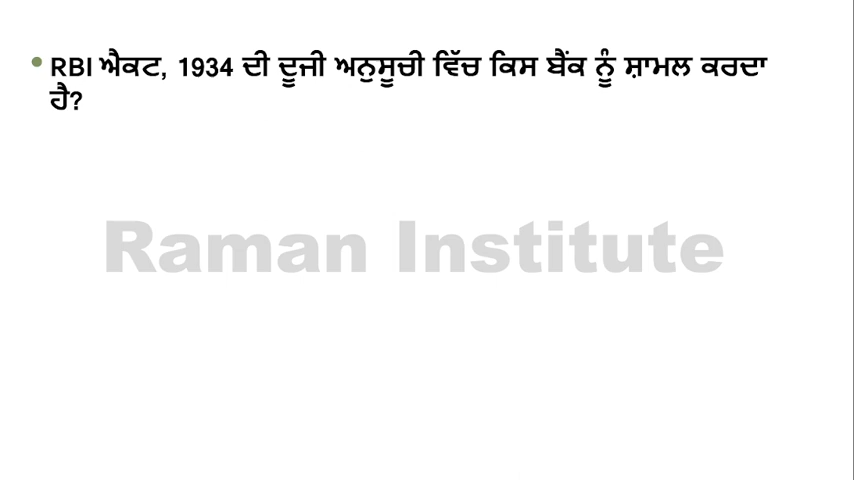 • RBI ਐਕਟ, 1934 ਦੀ ਦੂਜੀ ਅਨੁਸੂਚੀ ਵਿੱਚ ਕਿਸ ਬੈਂਕ ਨੂੰ ਸ਼ਾਮਲ ਕਰਦਾ
ਹੈ?
Raman Institute